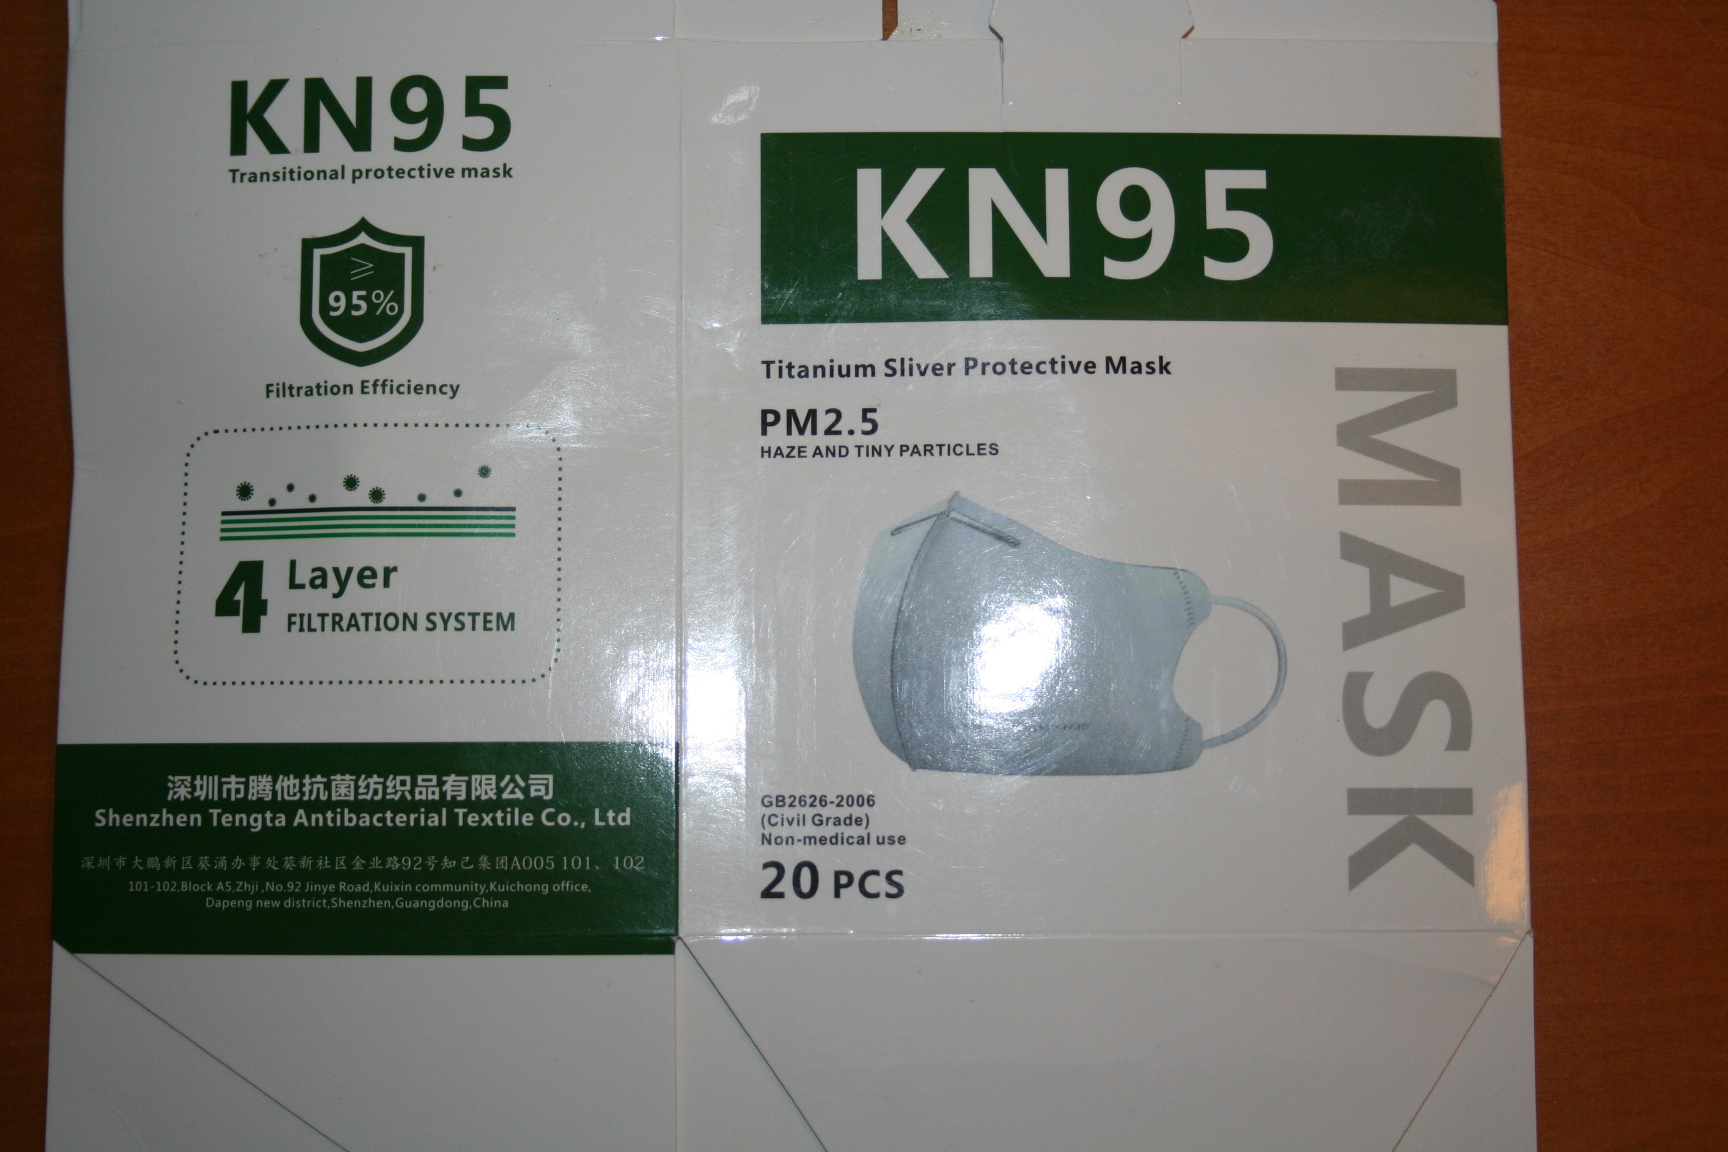 KN95
Transitional protective mask
≥
95%
Filtration Efficiency
4 Layer
FILTRATION SYSTEM
深圳市腾他抗菌纺织品有限公司
Shenzhen Tengta Antibacterial Textile Co., Ltd
深圳市大鹏新区葵涌办事处葵新社区金业路92号知己集团A005 101、102
101-102,Block A5,Zhji ,No.92 Jinye Road,Kuixin community,Kuichong office,
Dapeng new district,Shenzhen,Guangdong,China
KN95
Titanium Sliver Protective Mask
PM2.5
HAZE AND TINY PARTICLES
GB2626-2006
(Civil Grade)
Non-medical use
20 PCS
MASK